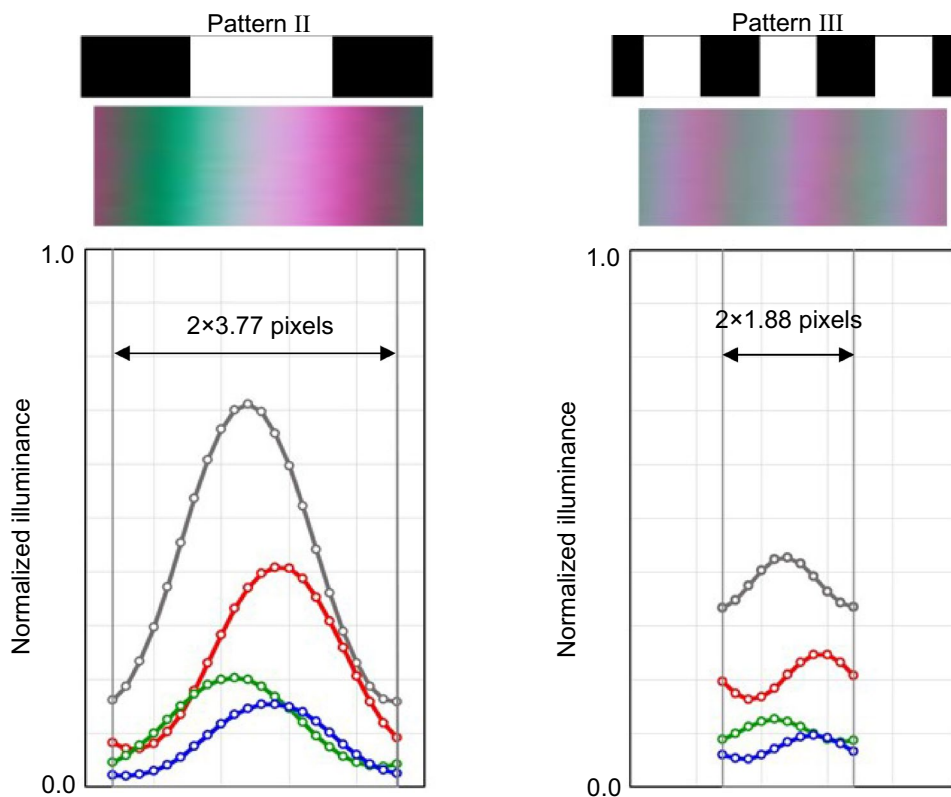 Pattern II
Pattern III
1.0
2×3.77 pixels
Normalized illuminance
0.0
1.0
2×1.88 pixels
Normalized illuminance
0.0